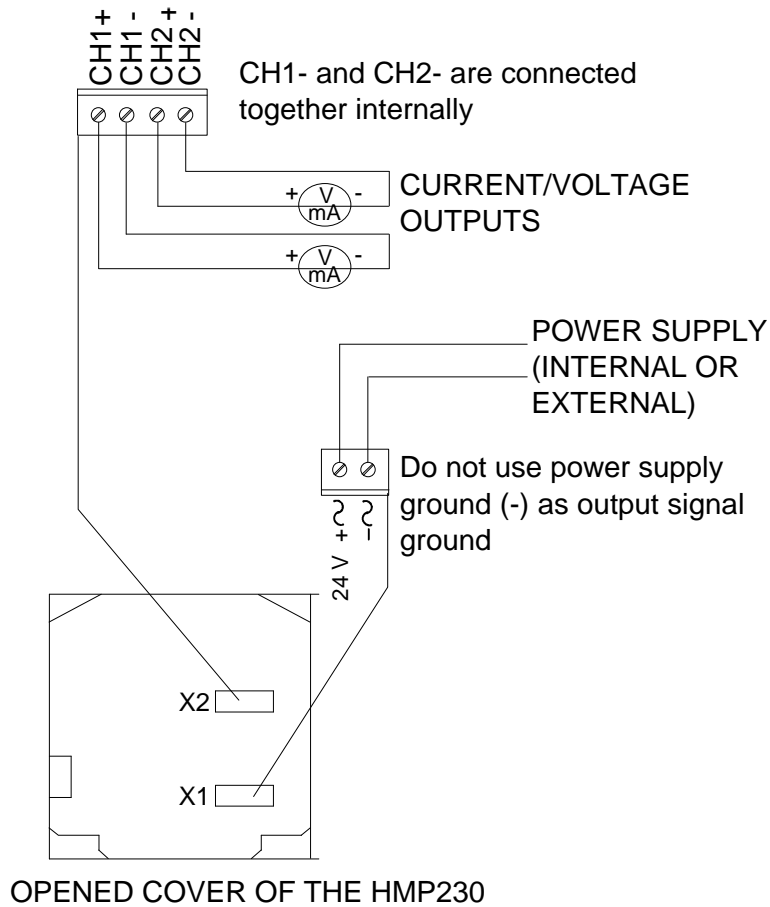 CH1+
CH1 -
CH2 +
CH2 -
CH1- and CH2- are connected
together internally
+ V -
mA
CURRENT/VOLTAGE
OUTPUTS
+ V -
mA
POWER SUPPLY
(INTERNAL OR
EXTERNAL)
Do not use power supply
ground (-) as output signal
ground
24 V ~ +
~ -
X2
X1
OPENED COVER OF THE HMP230